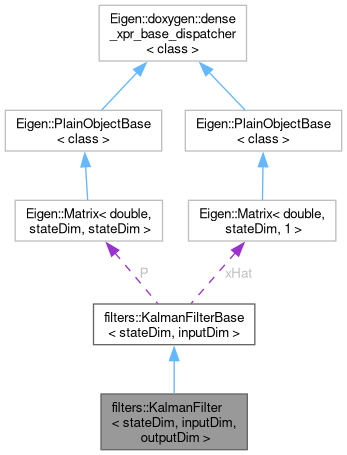 Eigen::doxygen::dense
_xpr_base_dispatcher
< class >
Eigen::PlainObjectBase
< class >
Eigen::PlainObjectBase
< class >
Eigen::Matrix< double,
stateDim, stateDim >
Eigen::Matrix< double,
stateDim, 1 >
P
xHat
filters::KalmanFilterBase
< stateDim, inputDim >
filters::KalmanFilter
< stateDim, inputDim,
outputDim >